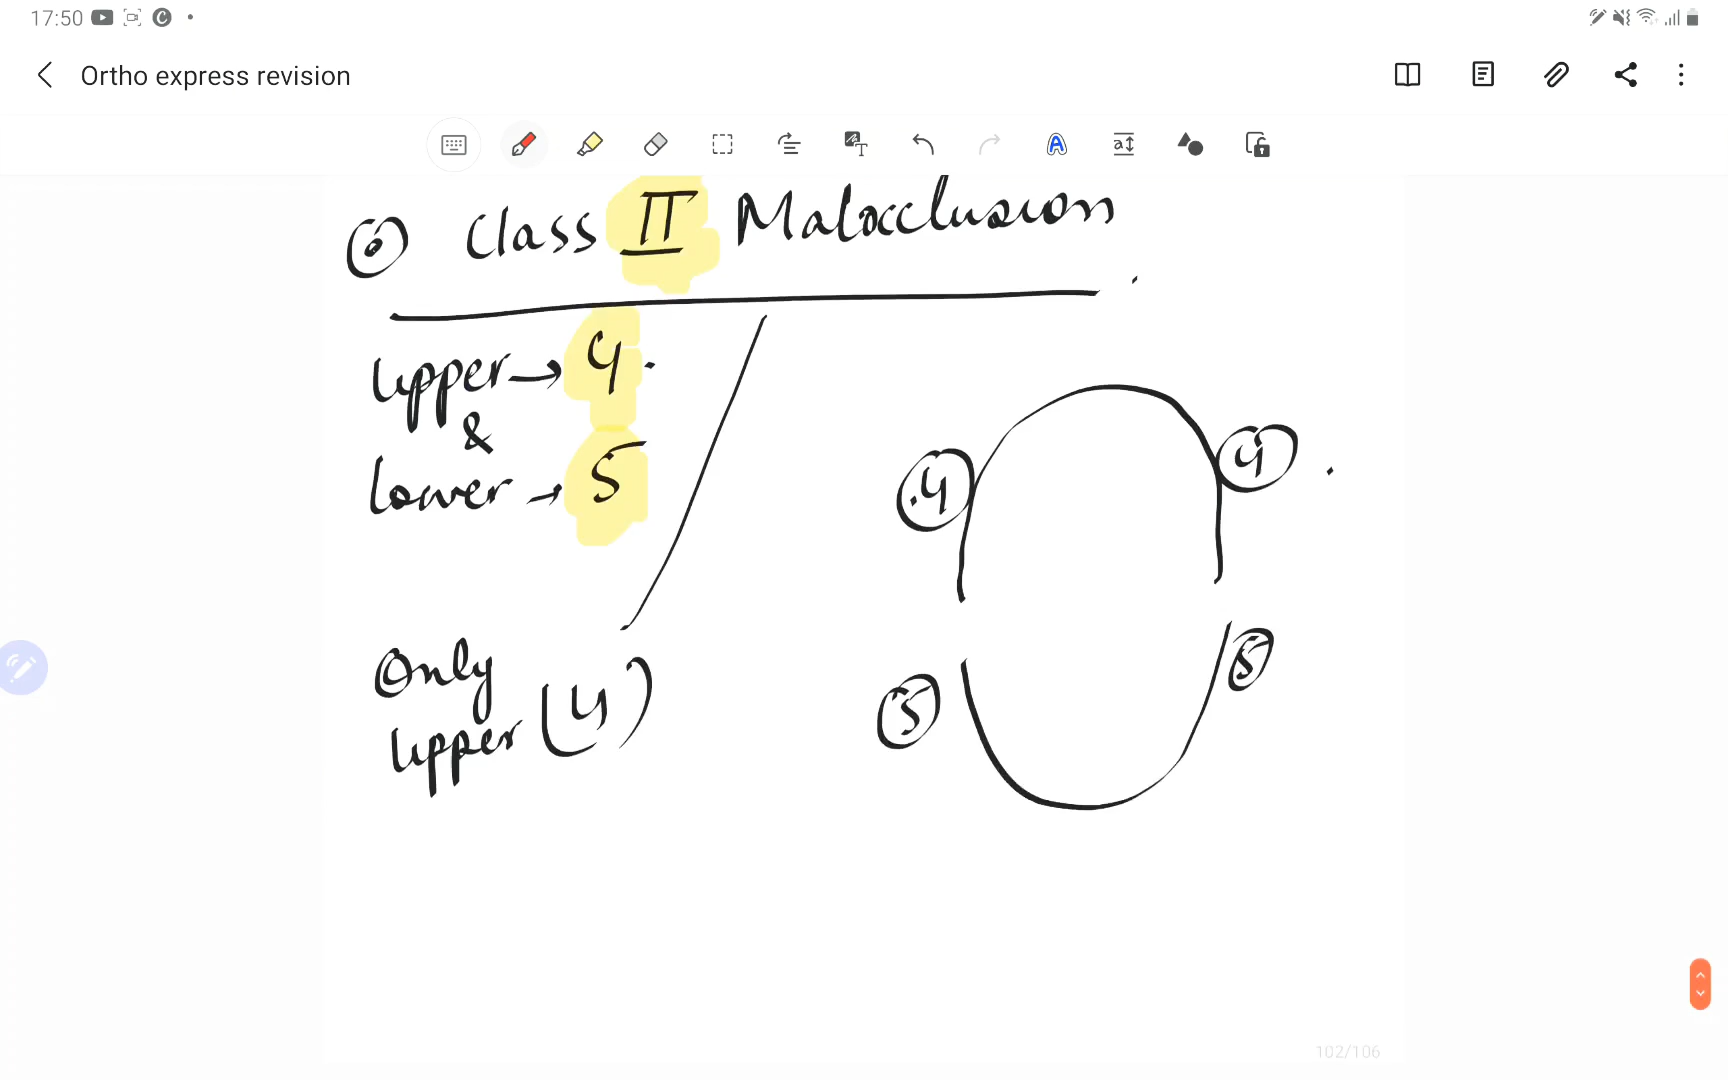 17:50
Ortho express revision
Class II Malocclusion
Upper → 4
&
Lower → 5
4 4
Only
upper (4)
5 5
102/106